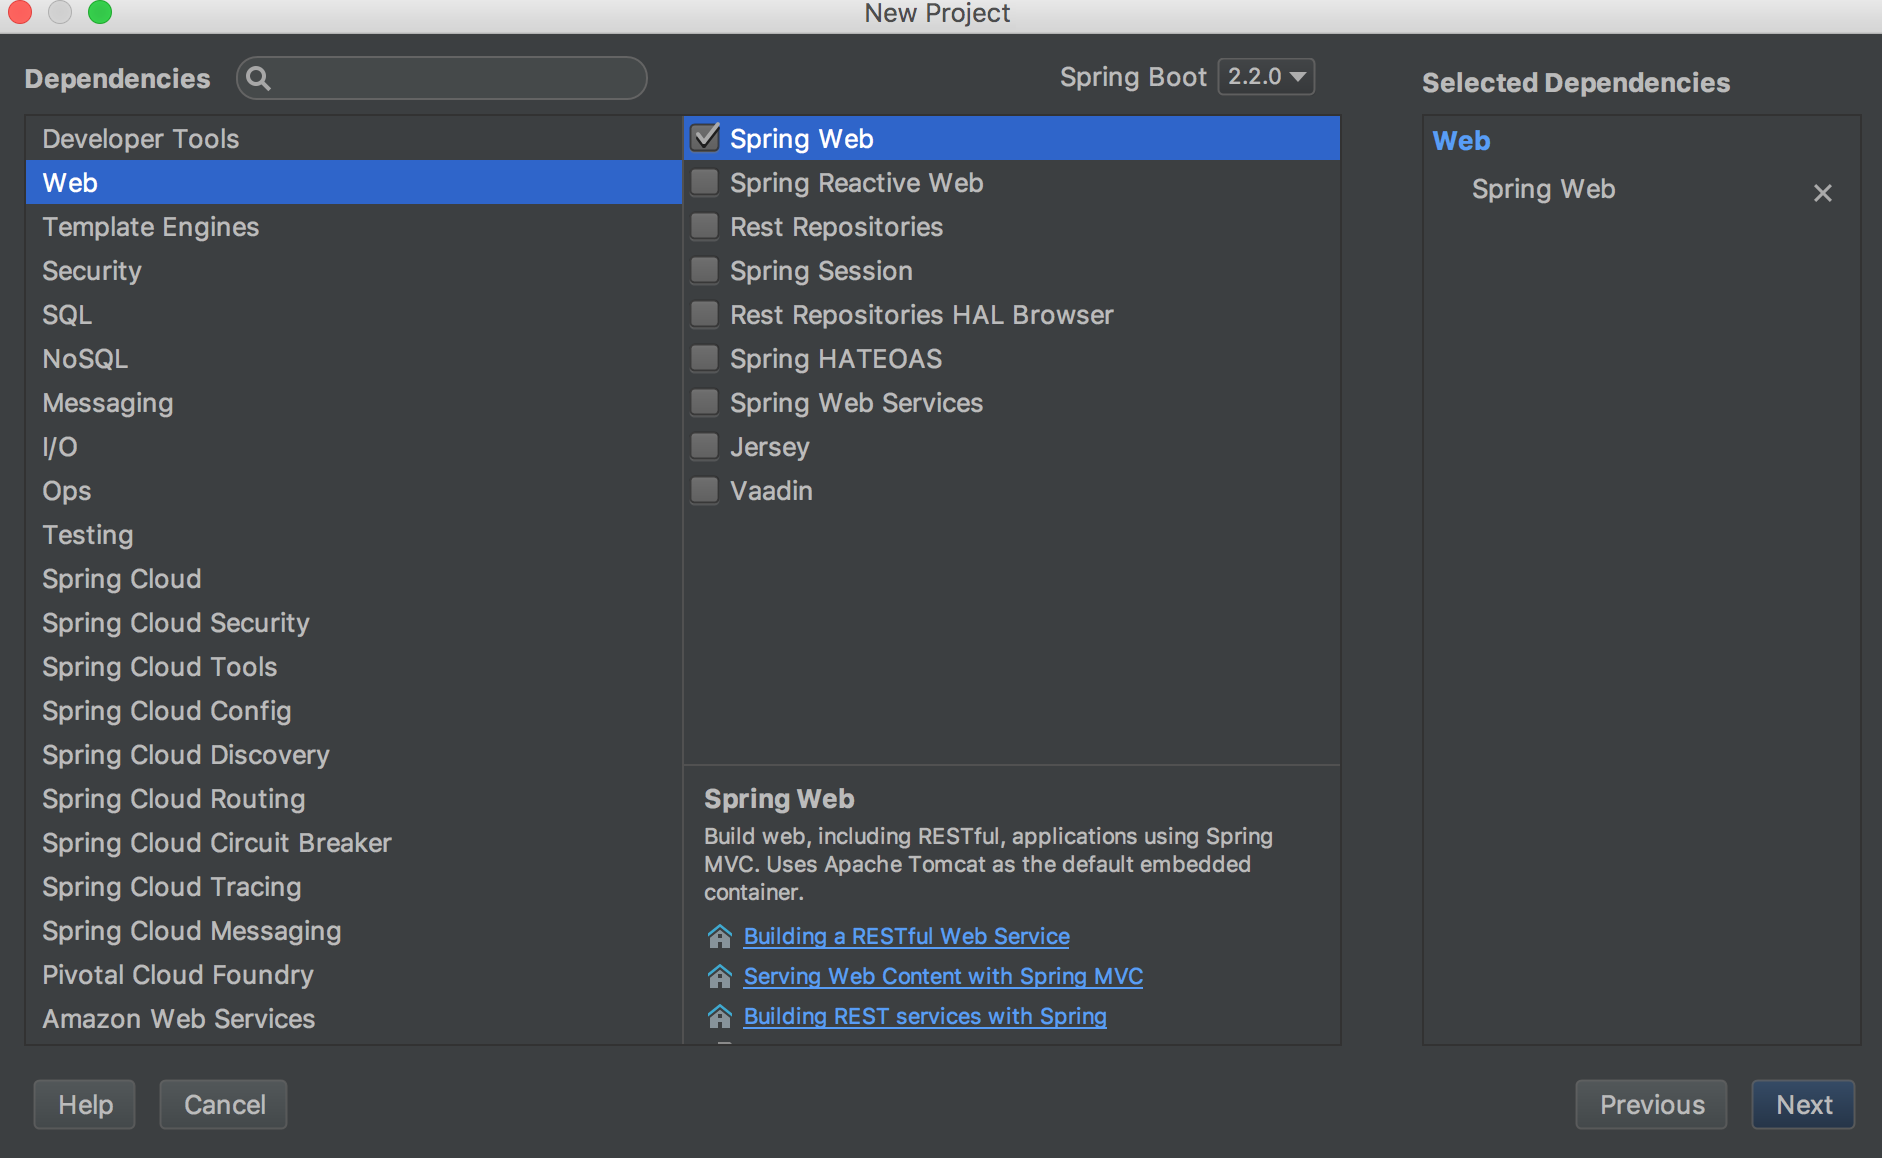 New Project
Dependencies
Spring Boot 2.2.0
Selected Dependencies
Developer Tools
Web
Template Engines
Security
SQL
NoSQL
Messaging
I/O
Ops
Testing
Spring Cloud
Spring Cloud Security
Spring Cloud Tools
Spring Cloud Config
Spring Cloud Discovery
Spring Cloud Routing
Spring Cloud Circuit Breaker
Spring Cloud Tracing
Spring Cloud Messaging
Pivotal Cloud Foundry
Amazon Web Services
Spring Web
Spring Reactive Web
Rest Repositories
Spring Session
Rest Repositories HAL Browser
Spring HATEOAS
Spring Web Services
Jersey
Vaadin
Spring Web
Build web, including RESTful, applications using Spring
MVC. Uses Apache Tomcat as the default embedded
container.
Building a RESTful Web Service
Serving Web Content with Spring MVC
Building REST services with Spring
Web
Spring Web
Help
Cancel
Previous
Next